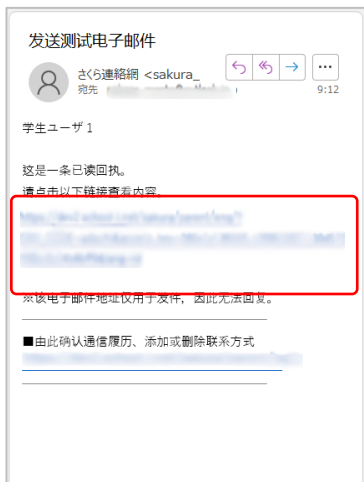 发送测试电子邮件
さくら連絡網 <sakura_
宛先
9:12
学生ユーザ1
这是一条已读回执。
请点击以下链接查看内容。
※该电子邮件地址仅用于发件，因此无法回复。
■由此确认通信履历、添加或删除联系方式